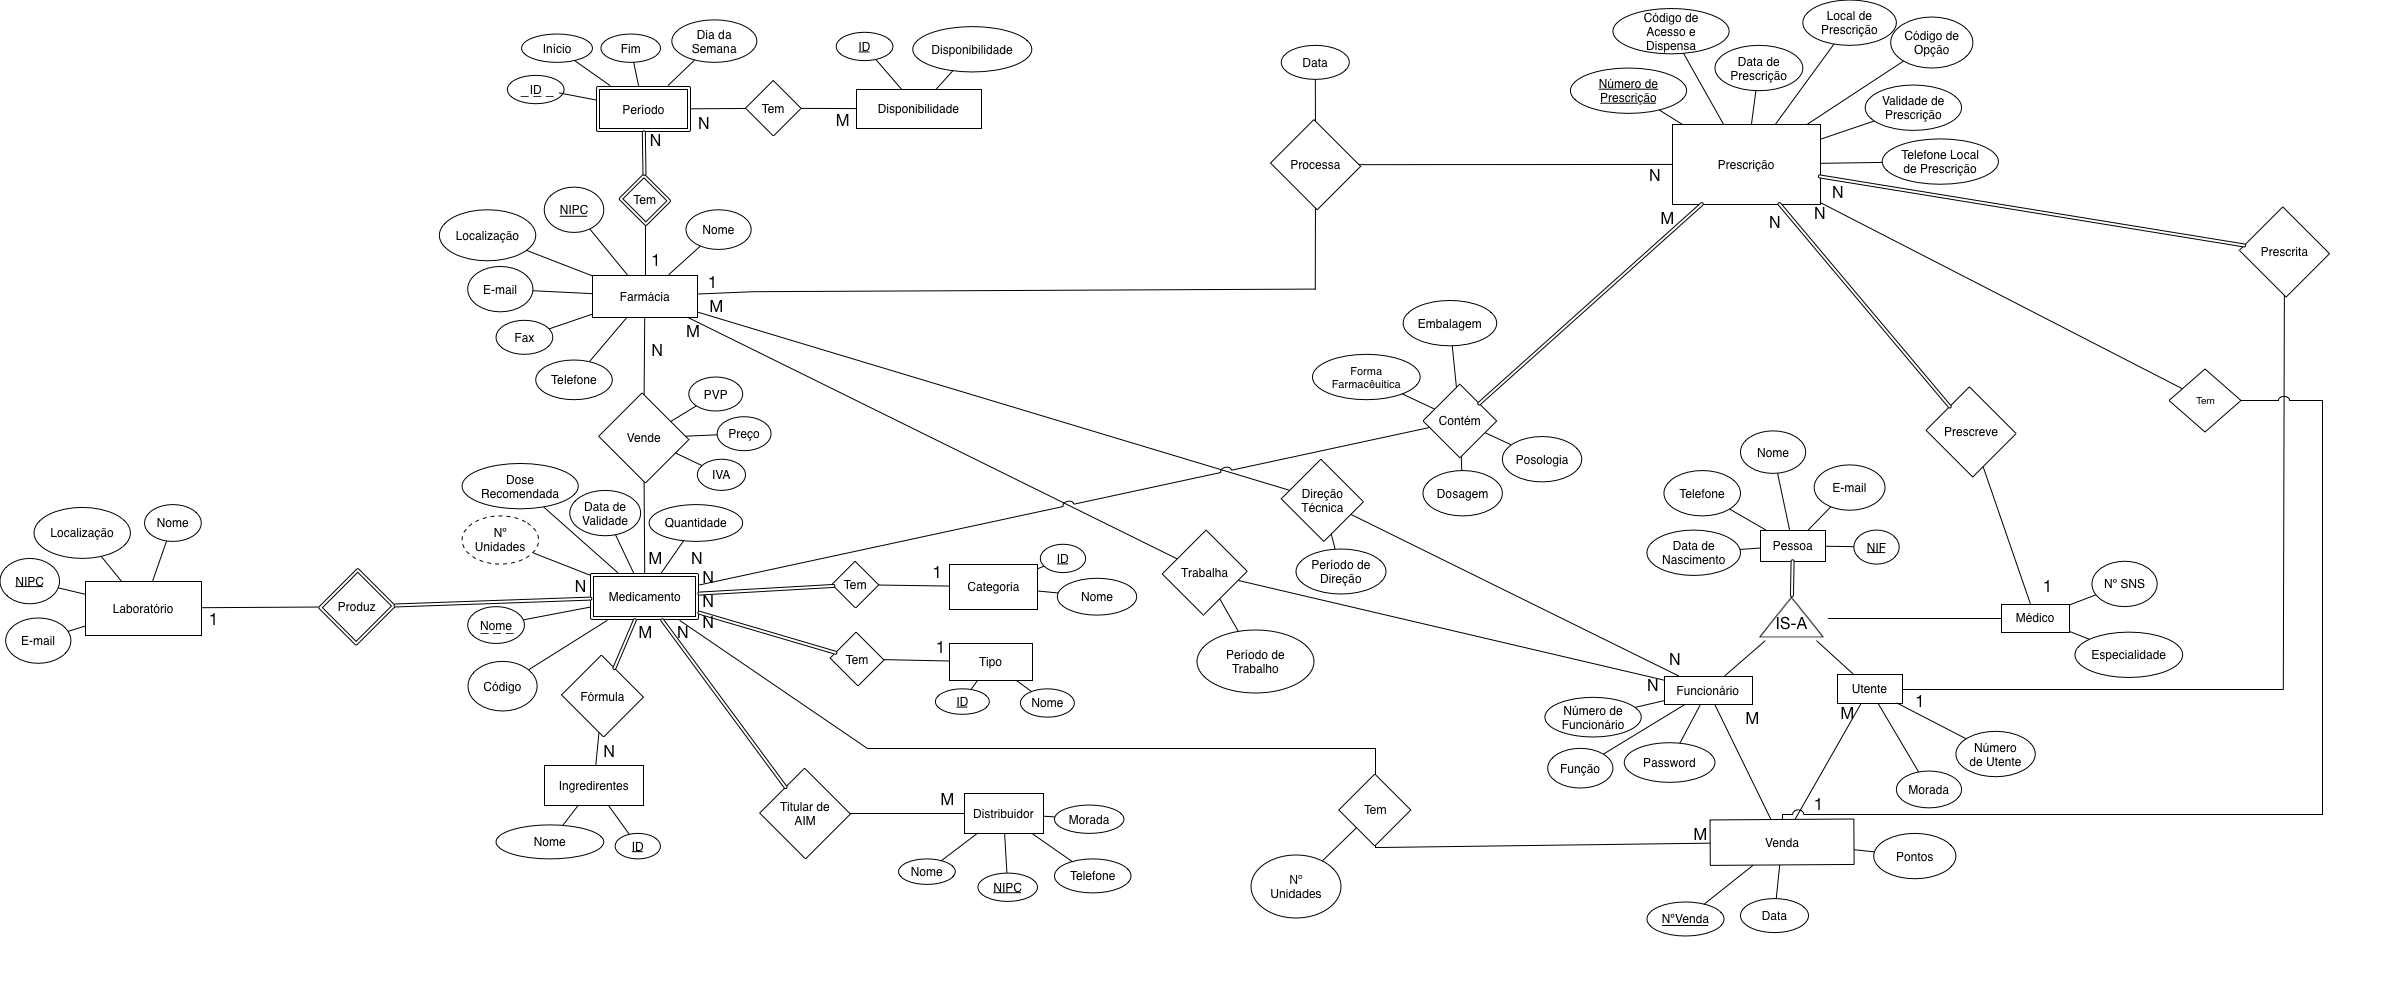 Início
Fim
Dia da
Semana
ID
Período
N
N
Tem
M
ID
Disponibilidade
Disponibilidade
Tem
1
NIPC
Localização
Nome
E-mail
Fax
Telefone
Farmácia
1
M
M
N
Data
Processa
N
Código de
Acesso e
Dispensa
Local de
Prescrição
Código de
Opção
Data de
Prescrição
Número de
Prescrição
Validade de
Prescrição
Telefone Local
de Prescrição
Prescrição
N
N
N
M
Prescrita
Tem
Prescreve
Embalagem
Forma
Farmacêuitica
Contém
Posologia
Dosagem
Vende
PVP
Preço
IVA
Dose
Recomendada
Data de
Validade
Quantidade
Nº
Unidades
M
N
N
N
N
N
M
N
Medicamento
Nome
Código
Localização
Nome
NIPC
E-mail
Laboratório
1
Produz
Tem
1
Categoria
ID
Nome
Tem
1
Tipo
ID
Nome
Fórmula
N
Ingredirentes
Nome
ID
Titular de
AIM
M
Distribuidor
Morada
Nome
NIPC
Telefone
Direção
Técnica
Período de
Direção
Trabalha
Período de
Trabalho
Nome
Telefone
E-mail
Data de
Nascimento
NIF
Pessoa
IS-A
1
Médico
Nº SNS
Especialidade
N
N
Funcionário
M
Número de
Funcionário
Função
Password
Utente
M
1
Número
de Utente
Morada
Tem
Nº
Unidades
M
1
Venda
Pontos
NºVenda
Data